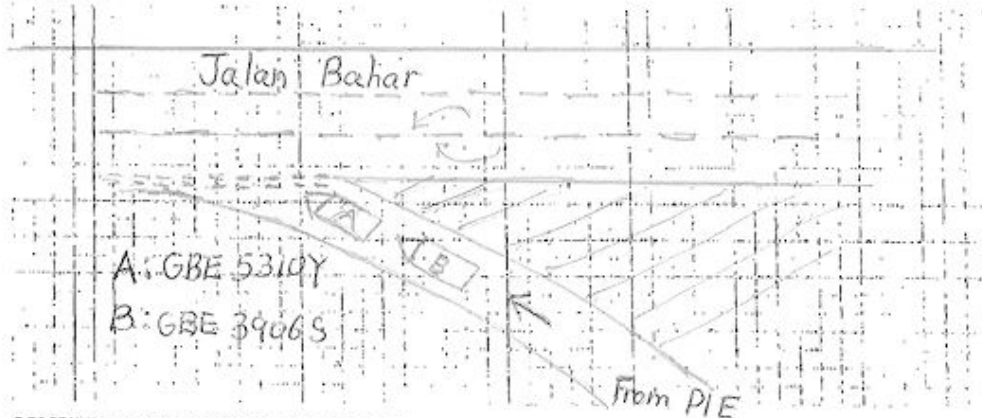 Jalan Bahar
A
B
A: GBE 5310Y
B: GBE 3906S
From PIE